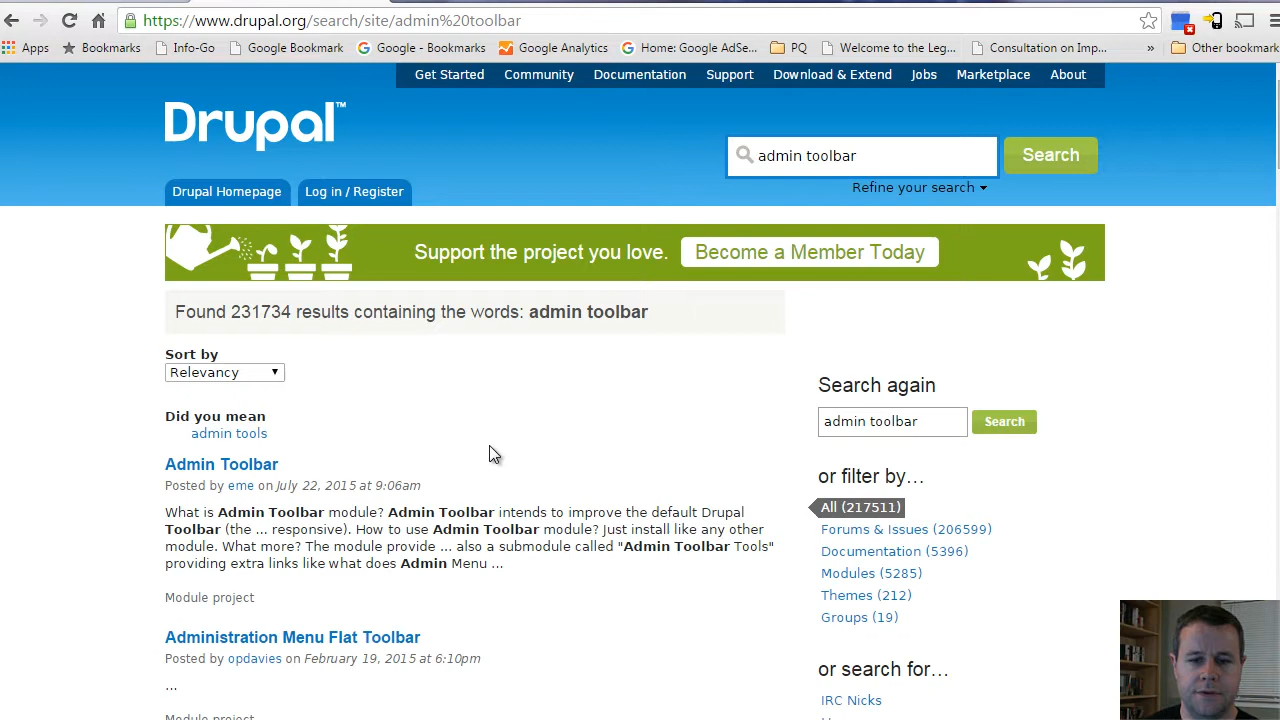 https://www.drupal.org/search/site/admin%20toolbar
Apps Bookmarks Info-Go Google Bookmark Google - Bookmarks Google Analytics Home: Google AdSe... PQ Welcome to the Leg... Consultation on Imp... » Other bookmark
Get Started Community Documentation Support Download & Extend Jobs Marketplace About
Drupal™
admin toolbar Search
Refine your search
Drupal Homepage Log in / Register
Support the project you love. Become a Member Today
Found 231734 results containing the words: admin toolbar
Sort by
Relevancy
Did you mean
admin tools
Admin Toolbar
Posted by eme on July 22, 2015 at 9:06am
What is Admin Toolbar module? Admin Toolbar intends to improve the default Drupal
Toolbar (the ... responsive). How to use Admin Toolbar module? Just install like any other
module. What more? The module provide ... also a submodule called "Admin Toolbar Tools"
providing extra links like what does Admin Menu ...
Module project
Administration Menu Flat Toolbar
Posted by opdavies on February 19, 2015 at 6:10pm
...
Module project
Search again
admin toolbar Search
or filter by...
All (217511)
Forums & Issues (206599)
Documentation (5396)
Modules (5285)
Themes (212)
Groups (19)
or search for...
IRC Nicks